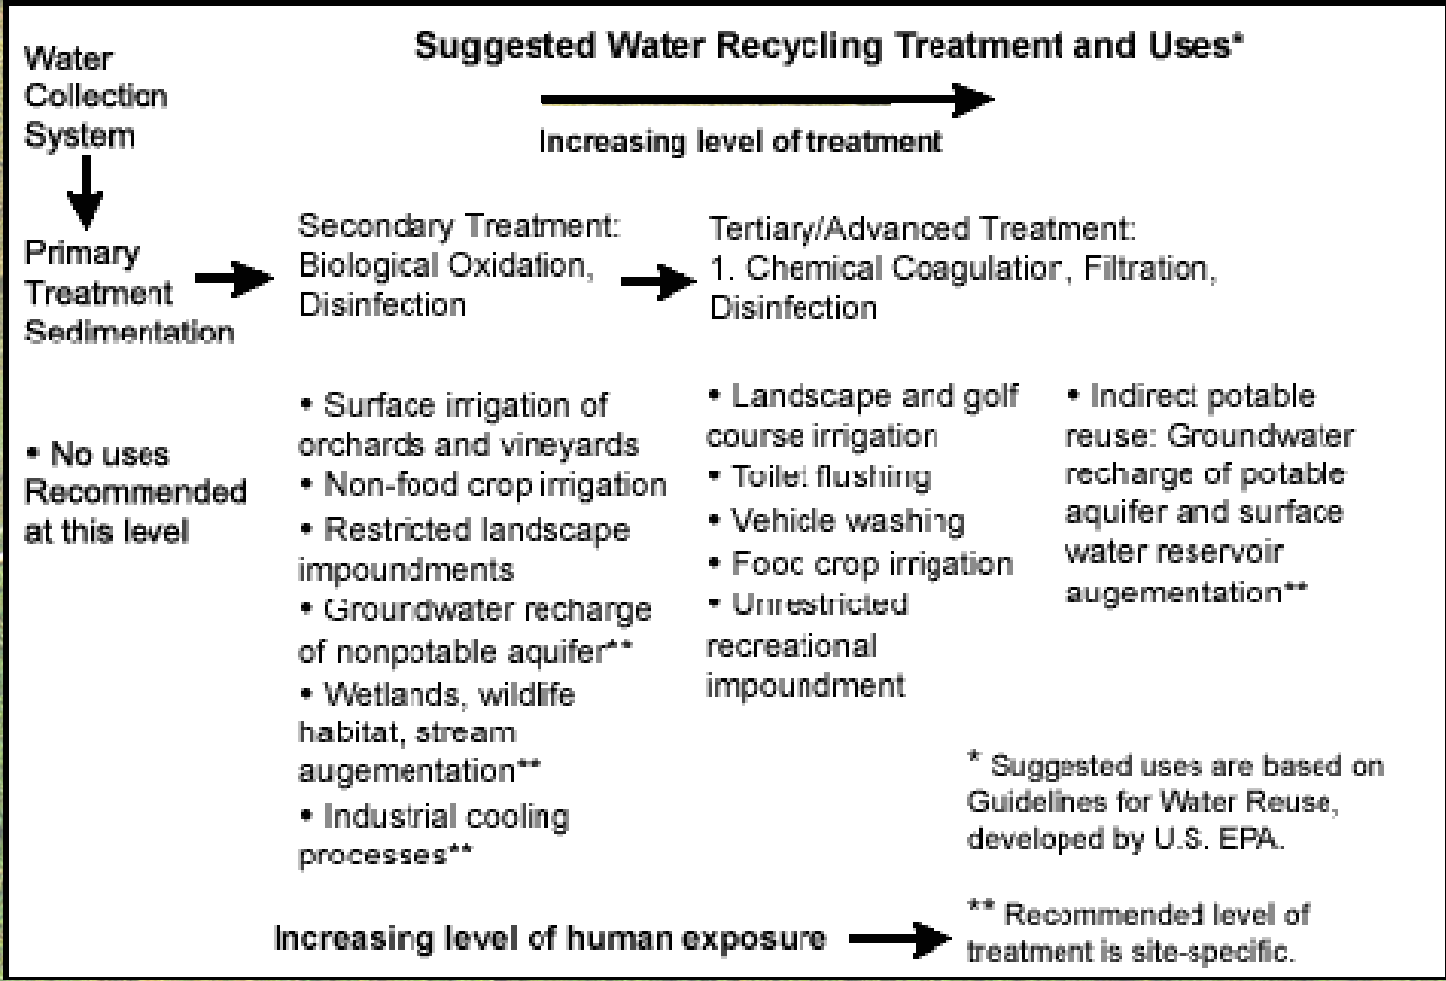 Suggested Water Recycling Treatment and Uses*
Increasing level of treatment
Water
Collection
System
Primary
Treatment
Sedimentation
• No uses
Recommended
at this level
Secondary Treatment:
Biological Oxidation,
Disinfection
• Surface irrigation of
orchards and vineyards
• Non-food crop irrigation
• Restricted landscape
impoundments
• Groundwater recharge
of nonpotable aquifer**
• Wetlands, wildlife
habitat, stream
augementation**
• Industrial cooling
processes**
Tertiary/Advanced Treatment:
1. Chemical Coagulation, Filtration,
Disinfection
• Landscape and golf
course irrigation
• Toilet flushing
• Vehicle washing
• Food crop irrigation
• Unrestricted
recreational
impoundment
• Indirect potable
reuse: Groundwater
recharge of potable
aquifer and surface
water reservoir
augementation**
Increasing level of human exposure
* Suggested uses are based on
Guidelines for Water Reuse,
developed by U.S. EPA.
** Recommended level of
treatment is site-specific.